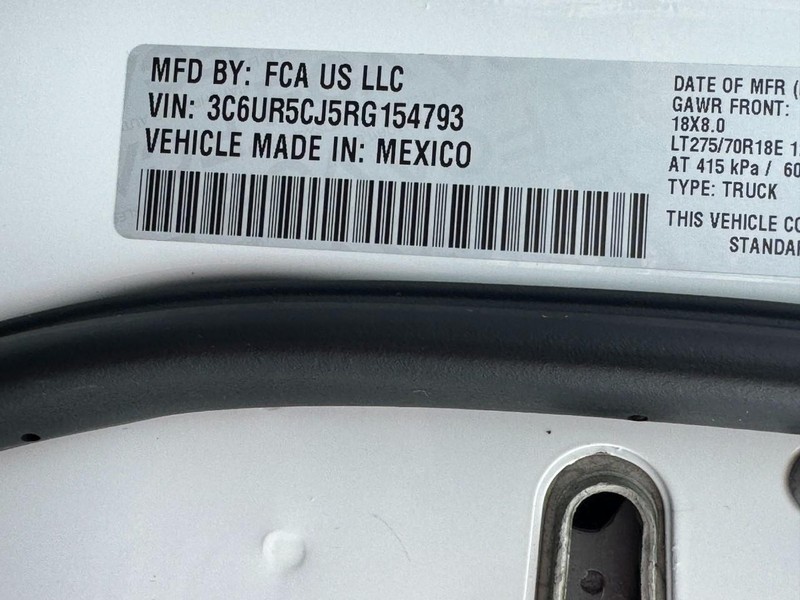 MFD BY: FCA US LLC
VIN: 3C6UR5CJ5RG154793
VEHICLE MADE IN: MEXICO
DATE OF MFR
GAWR FRONT:
18X8.0
LT275/70R18E
AT 415 kPa / 60
TYPE: TRUCK
THIS VEHICLE